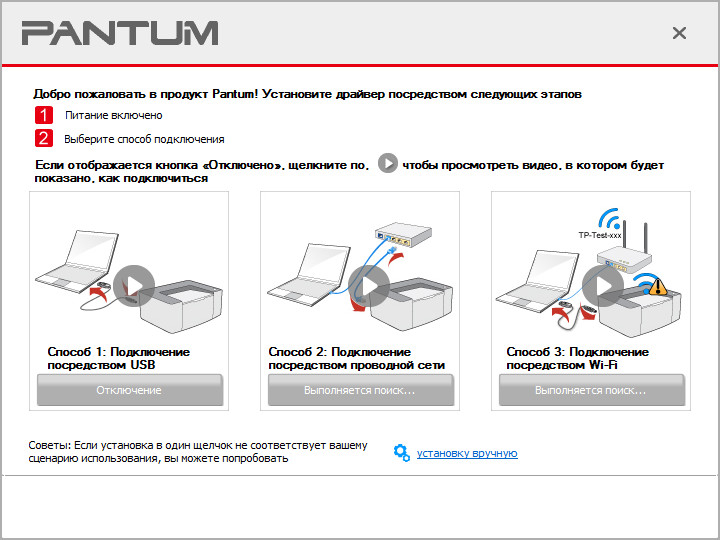 PANTUM
Добро пожаловать в продукт Pantum! Установите драйвер посредством следующих этапов
1 Питание включено
2 Выберите способ подключения
Если отображается кнопка «Отключено», щелкните по, чтобы просмотреть видео, в котором будет
показано, как подключиться
TP-Test-xxx
Способ 1: Подключение
посредством USB
Отключение
Способ 2: Подключение
посредством проводной сети
Выполняется поиск...
Способ 3: Подключение
посредством Wi-Fi
Выполняется поиск...
Советы: Если установка в один щелчок не соответствует вашему
сценарию использования, вы можете попробовать
установку вручную